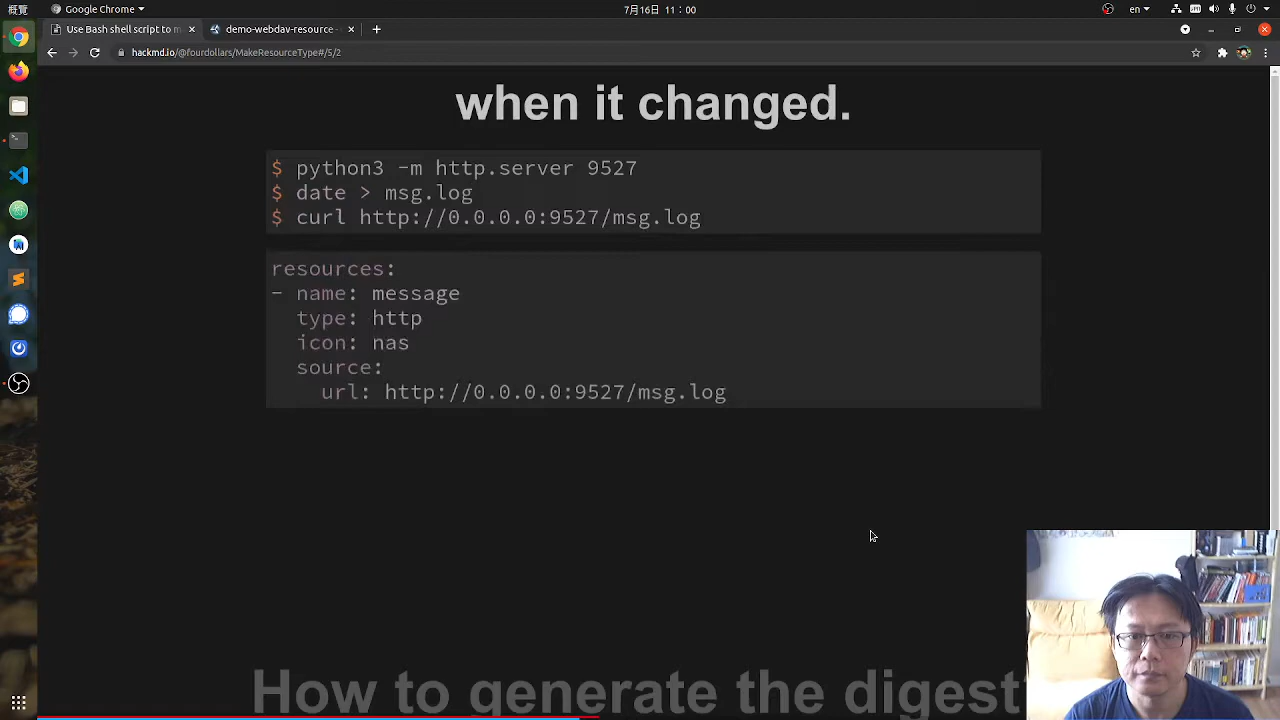 概覧
Google Chrome
7月16日 11：00
en
Use Bash shell script to m
demo-webdav-resource -
hackmd.io/@fourdollars/MakeResourceType#/5/2
when it changed.
$ python3 -m http.server 9527
$ date > msg.log
$ curl http://0.0.0.0:9527/msg.log
resources:
- name: message
type: http
icon: nas
source:
url: http://0.0.0.0:9527/msg.log
How to generate the digest